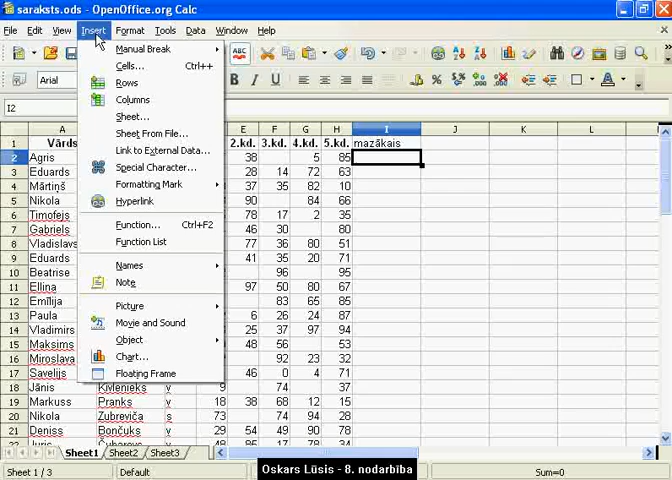 saraksts.ods - OpenOffice.org Calc
File Edit View Insert Format Tools Data Window Help
Arial B I U
I2
Manual Break
Cells... Ctrl++
Rows
Columns
Sheet...
Sheet From File...
Link to External Data...
Special Character...
Formatting Mark
Hyperlink
Function... Ctrl+F2
Function List
Names
Note
Picture
Movie and Sound
Object
Chart...
Floating Frame
A E F G H I J K L M
1 Vārds 2.kd. 3.kd. 4.kd. 5.kd. mazākais
2 Agris 38 5 85
3 Eduards 28 14 72 63
4 Mārtiņš 37 35 82 10
5 Nikola 90 84 66
6 Timofejs 78 17 2 35
7 Gabriels 46 30 80
8 Vladislavs 77 36 80 51
9 Eduards 41 35 20 71
10 Beatrise 96 95
11 Ellina 97 50 80 67
12 Emīlija 83 65 85
13 Paula 6 26 24 87
14 Vladimirs 25 37 97 94
15 Maksims 48 56 53
16 Miroslava 92 23 32
17 Savelijs 46 0 4 71
18 Jānis Kivlenieks v 9 74 37
19 Markuss Pranks v 18 38 68 12 15
20 Nikola Zubreviča s 73 74 94 28
21 Deniss Bončuks v 29 54 49 10 91
22 Juris Čubarovs 48 86 17 78 34
Sheet1 Sheet2 Sheet3
Sheet 1 / 3 Default Sum=0
Oskars Lūsis - 8. nodarbība